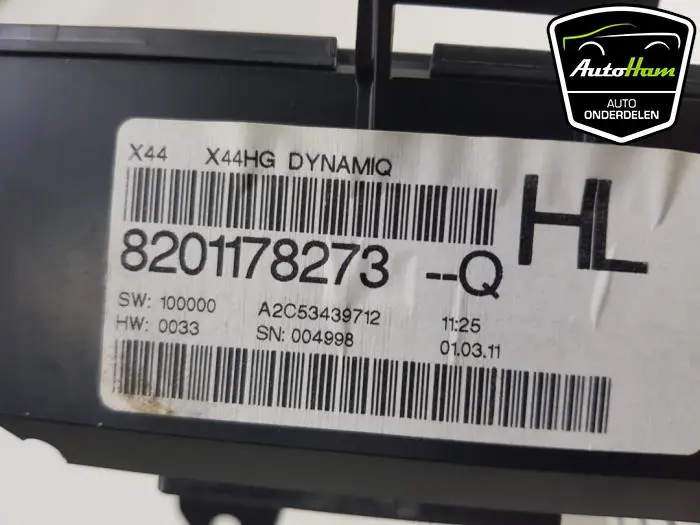 AutoHam
AUTO
ONDERDELEN
X44 X44HG DYNAMIQ
HL
8201178273 --Q
SW: 100000 A2C53439712 11:25
HW: 0033 SN: 004998 01.03.11